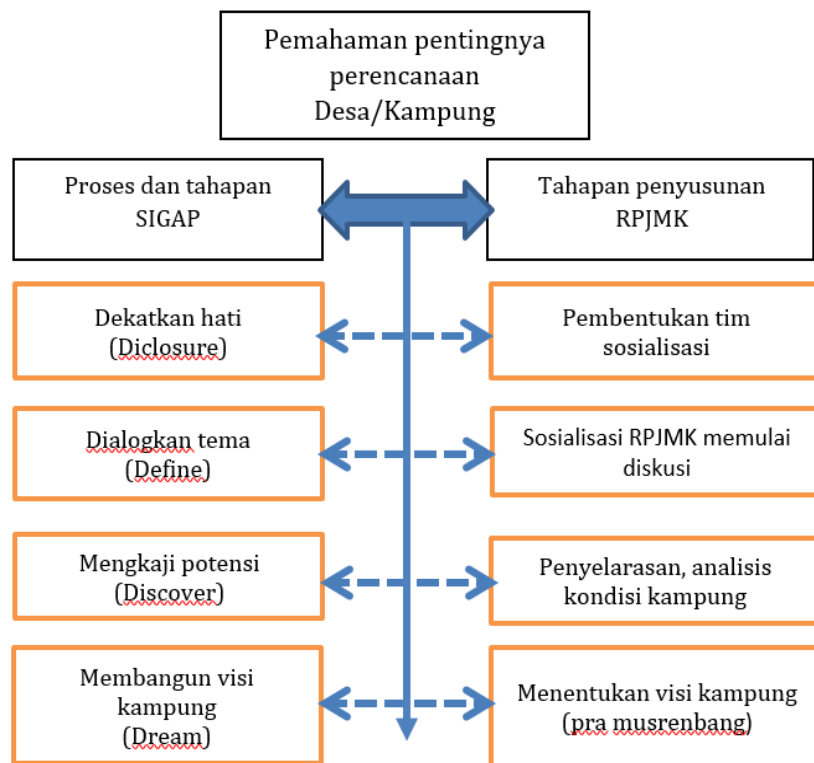 Pemahaman pentingnya
perencanaan
Desa/Kampung
Proses dan tahapan
SIGAP
Tahapan penyusunan
RPJMK
Dekatkan hati
(Diclosure)
Pembentukan tim
sosialisasi
Dialogkan tema
(Define)
Sosialisasi RPJMK memulai
diskusi
Mengkaji potensi
(Discover)
Penyelarasan, analisis
kondisi kampung
Membangun visi
kampung
(Dream)
Menentukan visi kampung
(pra musrenbang)